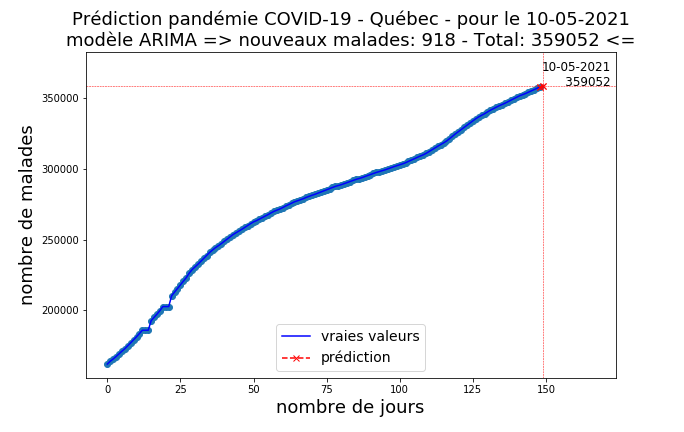 Prédiction pandémie COVID-19 - Québec - pour le 10-05-2021
modèle ARIMA => nouveaux malades: 918 - Total: 359052 <=
10-05-2021
359052
350000
300000
250000
200000
nombre de malades
vraies valeurs
prédiction
0 25 50 75 100 125 150
nombre de jours